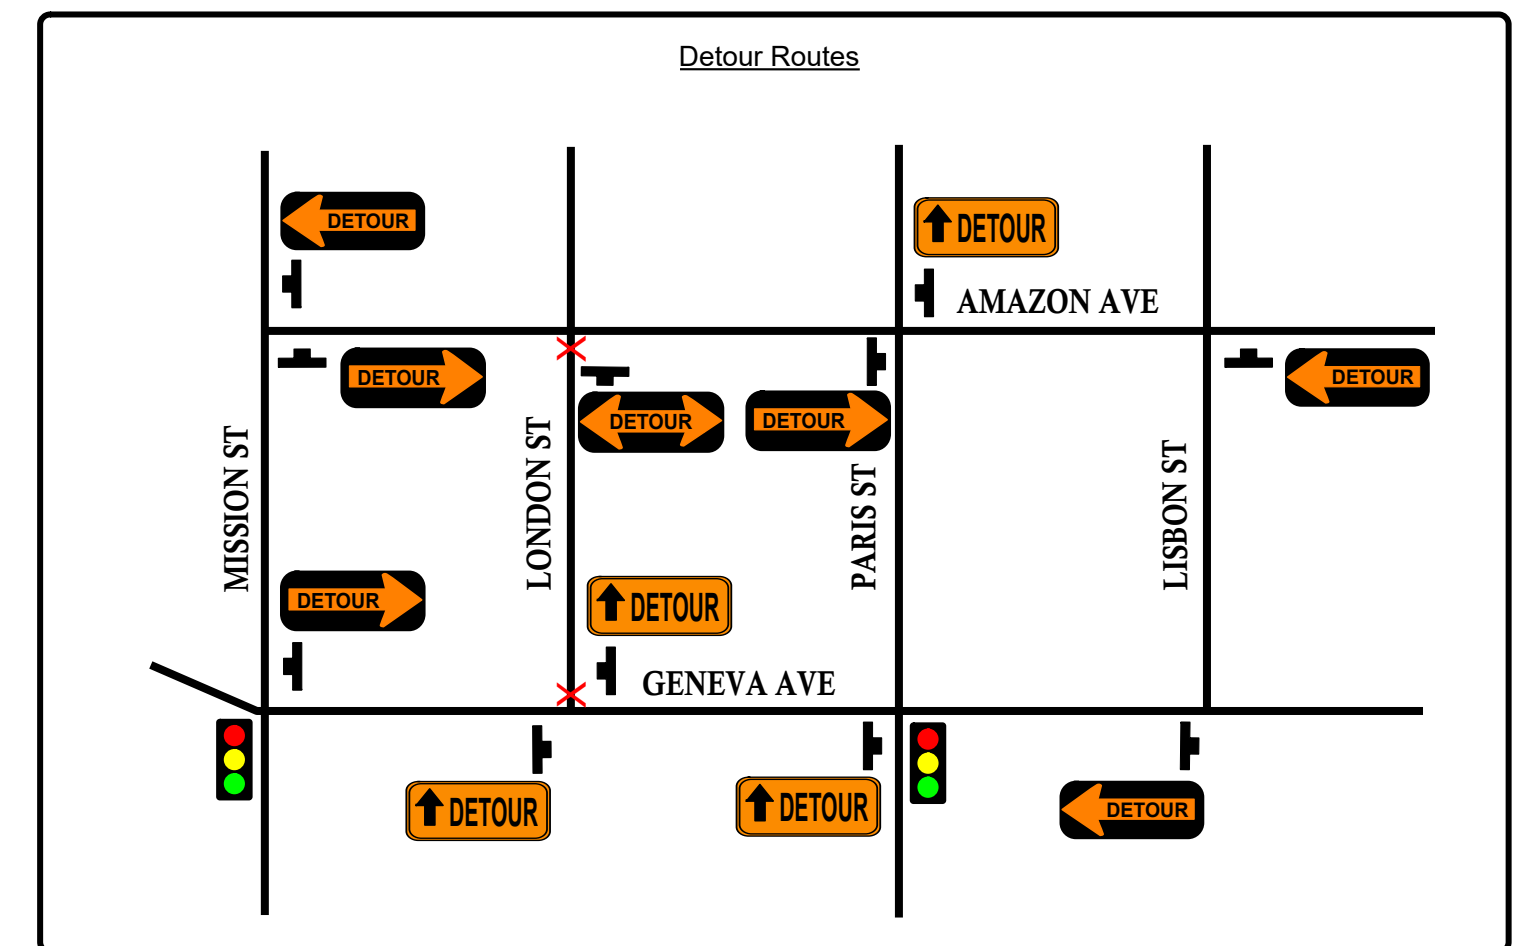 Detour Routes
DETOUR
DETOUR
AMAZON AVE
DETOUR
DETOUR
DETOUR
DETOUR
MISSION ST
LONDON ST
PARIS ST
LISBON ST
DETOUR
DETOUR
GENEVA AVE
DETOUR
DETOUR
DETOUR